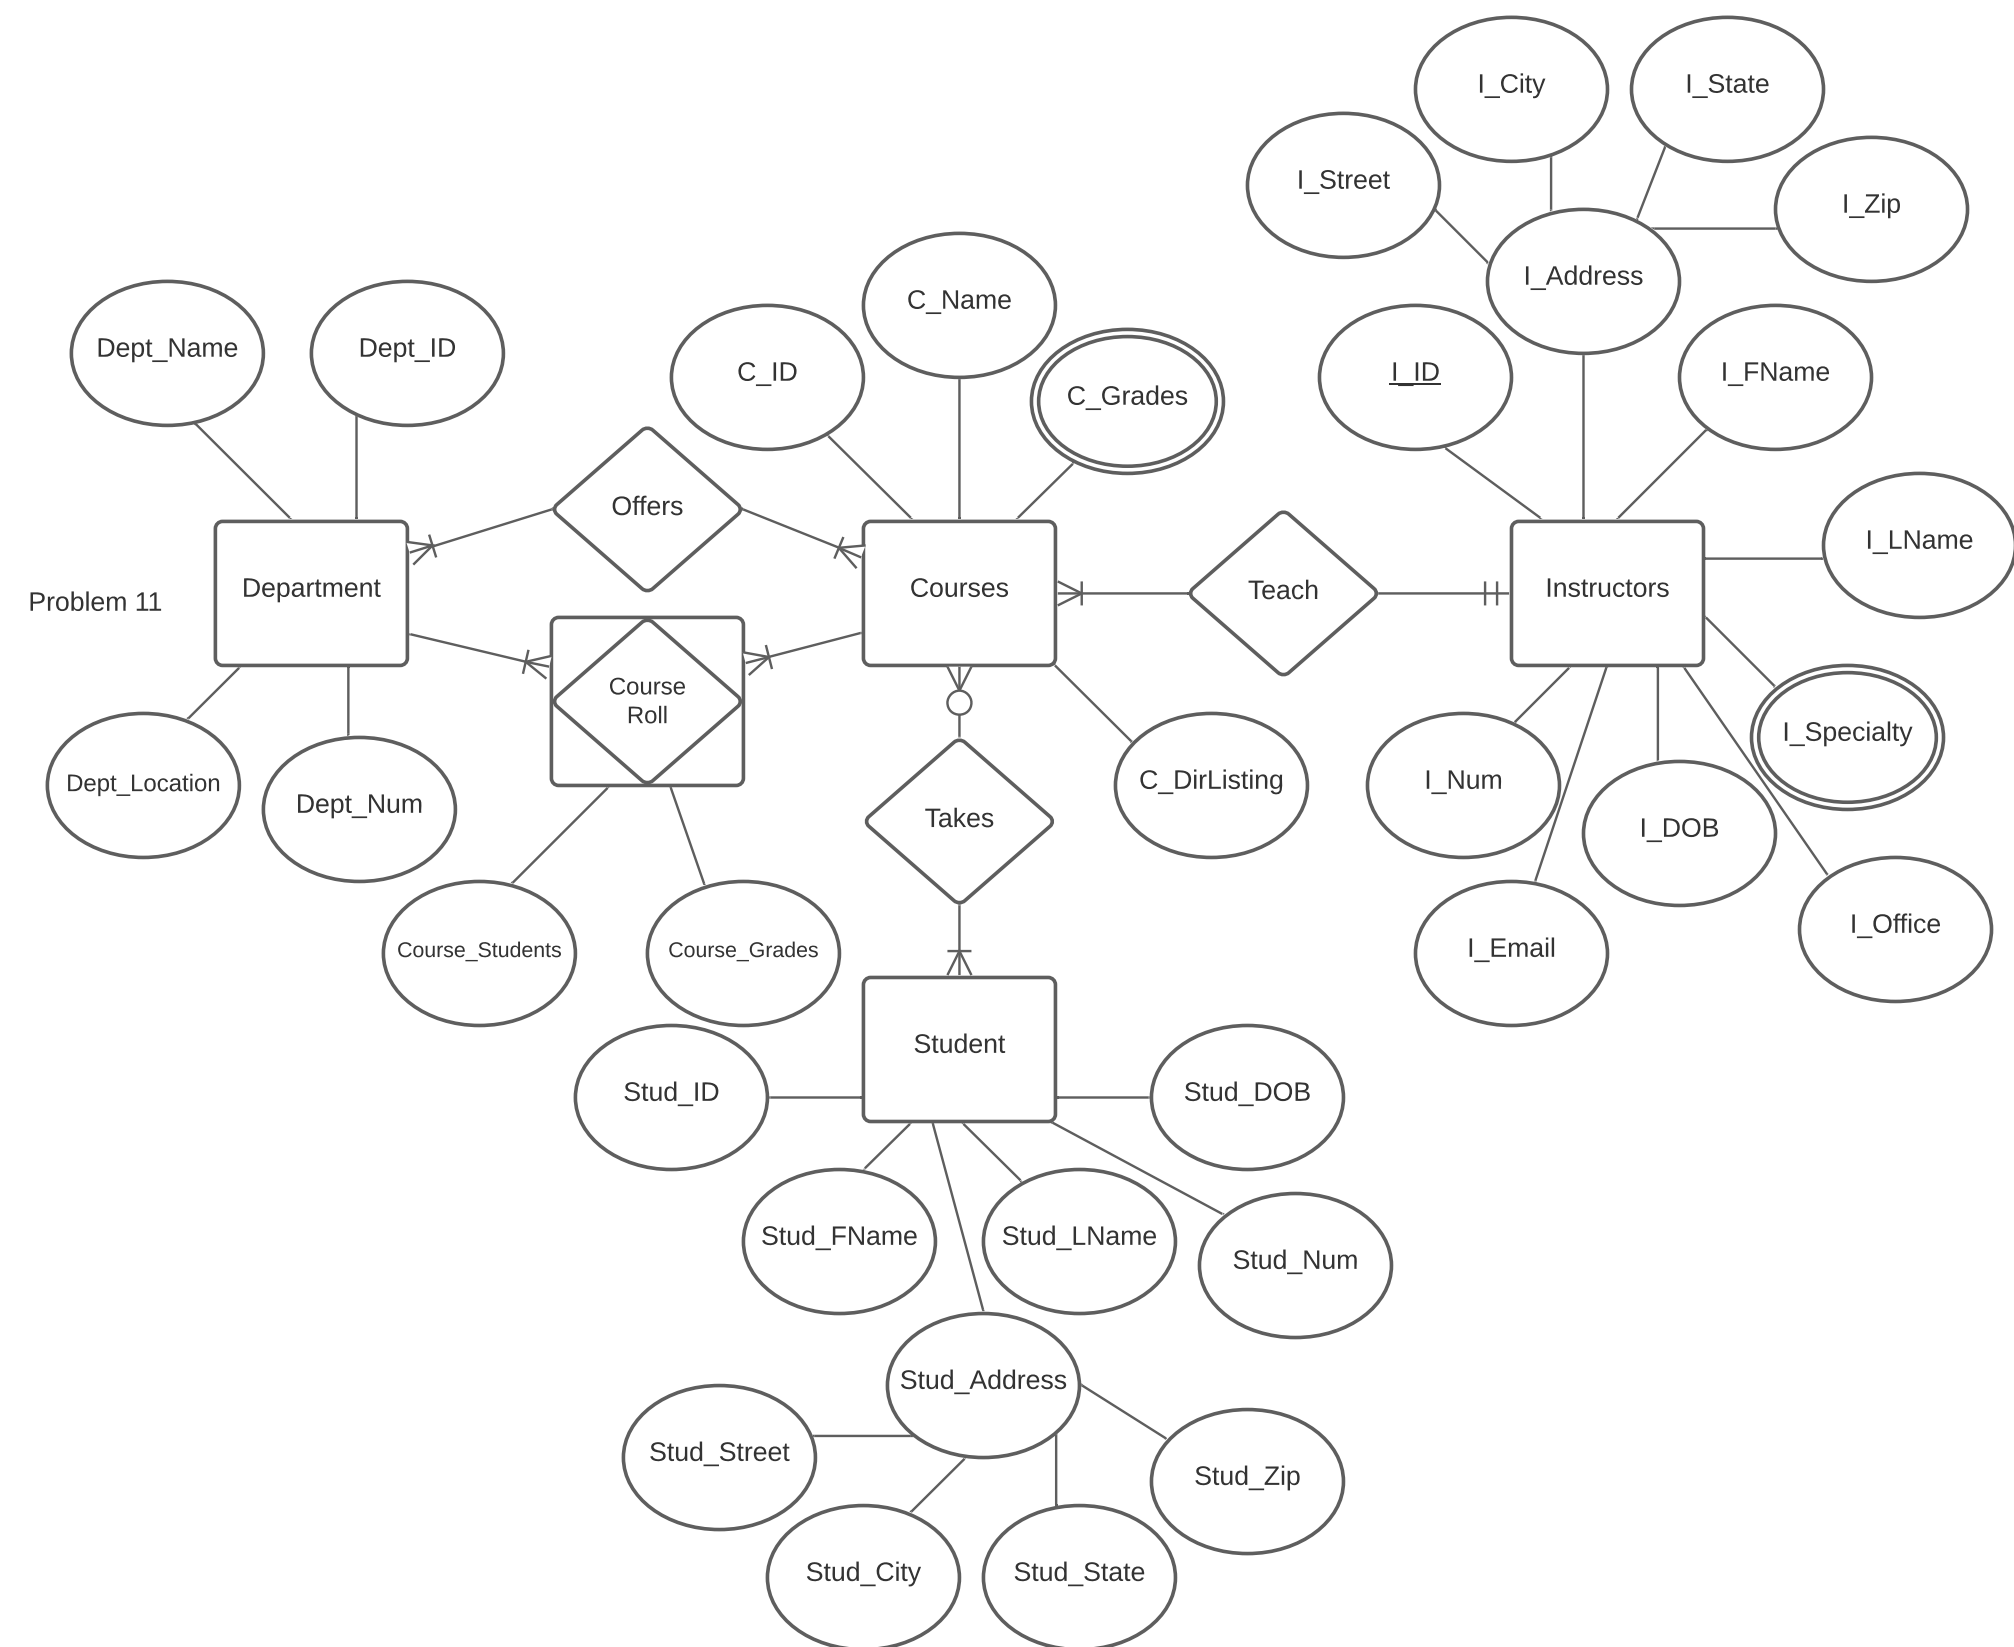 I_City
I_State
I_Street
I_Zip
I_Address
C_Name
Dept_Name
Dept_ID
C_ID
C_Grades
I_ID
I_FName
Offers
I_LName
Department
Courses
Teach
Instructors
Problem 11
Course
Roll
I_Specialty
Dept_Location
Dept_Num
C_DirListing
I_Num
Takes
I_DOB
Course_Students
Course_Grades
I_Email
I_Office
Student
Stud_ID
Stud_DOB
Stud_FName
Stud_LName
Stud_Num
Stud_Address
Stud_Street
Stud_Zip
Stud_City
Stud_State